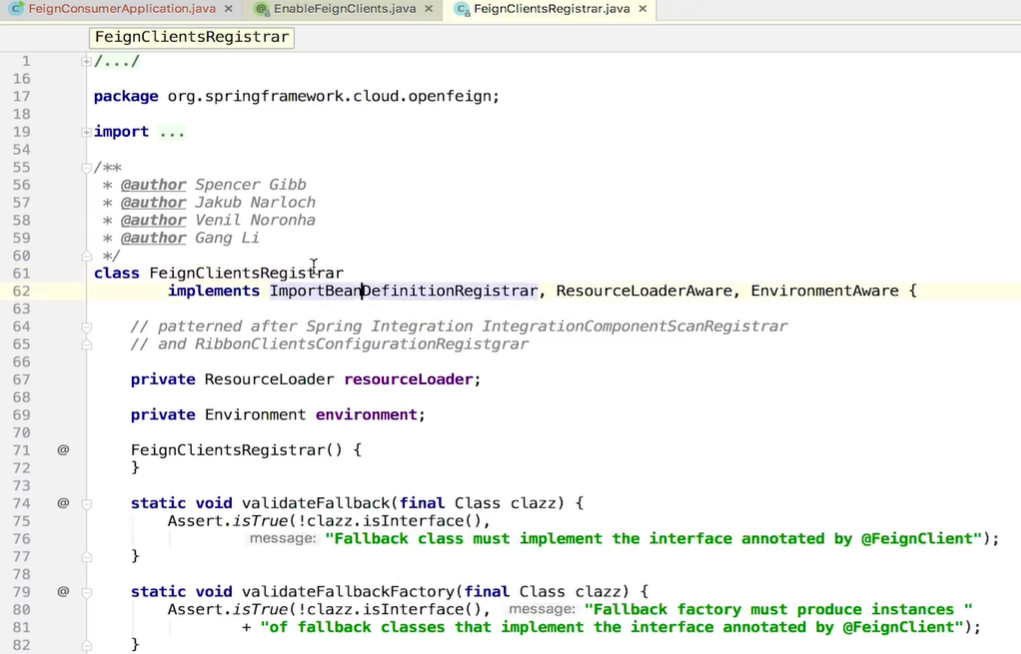 FeignConsumerApplication.java × EnableFeignClients.java × FeignClientsRegistrar.java ×
FeignClientsRegistrar
1 /.../
16
17 package org.springframework.cloud.openfeign;
18
19 import ...
54
55 /**
56 * @author Spencer Gibb
57 * @author Jakub Narloch
58 * @author Venil Noronha
59 * @author Gang Li
60 */
61 class FeignClientsRegistrar
62 implements ImportBeanDefinitionRegistrar, ResourceLoaderAware, EnvironmentAware {
63
64 // patterned after Spring Integration IntegrationComponentScanRegistrar
65 // and RibbonClientsConfigurationRegistgrar
66
67 private ResourceLoader resourceLoader;
68
69 private Environment environment;
70
71 @ FeignClientsRegistrar() {
72 }
73
74 @ static void validateFallback(final Class clazz) {
75 Assert.isTrue(!clazz.isInterface(),
76 message: "Fallback class must implement the interface annotated by @FeignClient");
77 }
78
79 @ static void validateFallbackFactory(final Class clazz) {
80 Assert.isTrue(!clazz.isInterface(), message: "Fallback factory must produce instances "
81 + "of fallback classes that implement the interface annotated by @FeignClient");
82 }